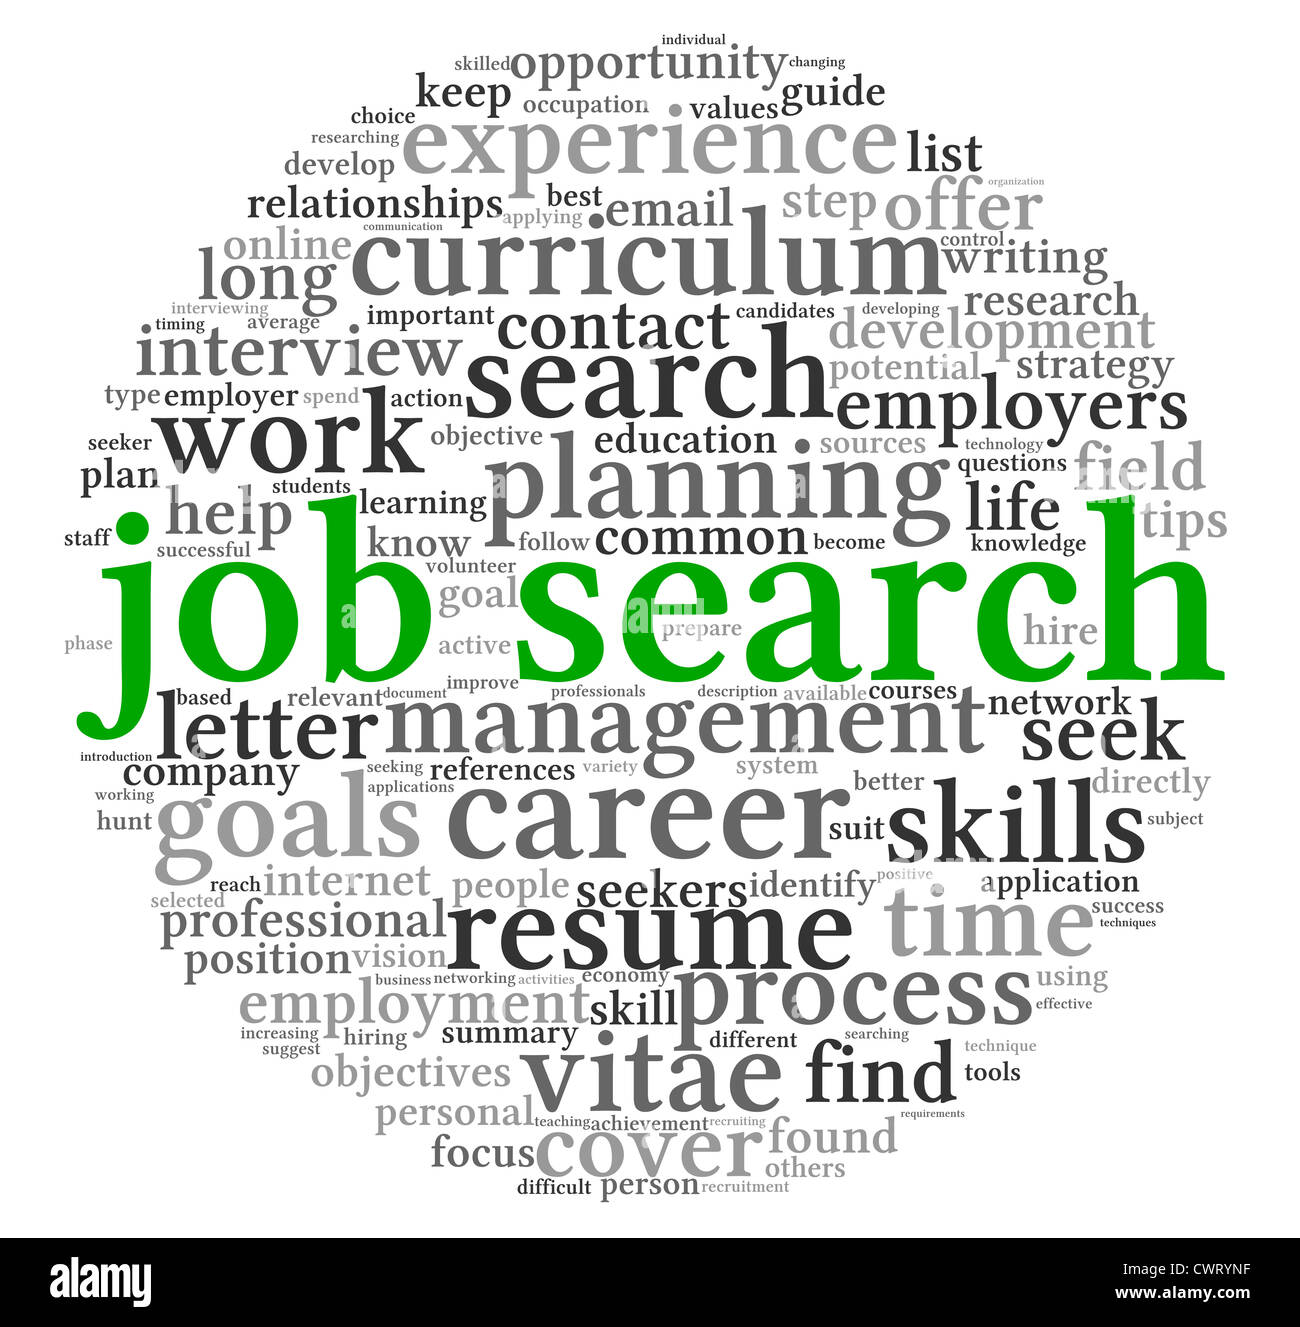 individual
skilled opportunity changing
keep occupation values guide
choice experience list
researching
develop organization
relationships best email step offer
applying
communication
online curriculum control
long writing
interviewing important contact candidates developing research
timing average development
interview search potential strategy
type employer spend action employers
seeker work objective education sources technology
plan planning questions field
students
help learning life tips
staff successful know follow common become knowledge
volunteer
job search
goal
phase active prepare hire
improve
based relevant document professionals description available courses
letter management network seek
introduction
company seeking references variety system better directly
working applications
hunt goals career suit skills subject
reach internet people seekers identify positive application
selected
professional resume time success
techniques
position vision
business networking activities economy process using
employment skill effective
increasing hiring summary different searching
suggest technique
objectives vitae find tools
personal teaching achievement recruiting requirements
focus cover found
others
difficult person recruitment
alamy
a
alamy
Image ID: CWRYNF
www.alamy.com